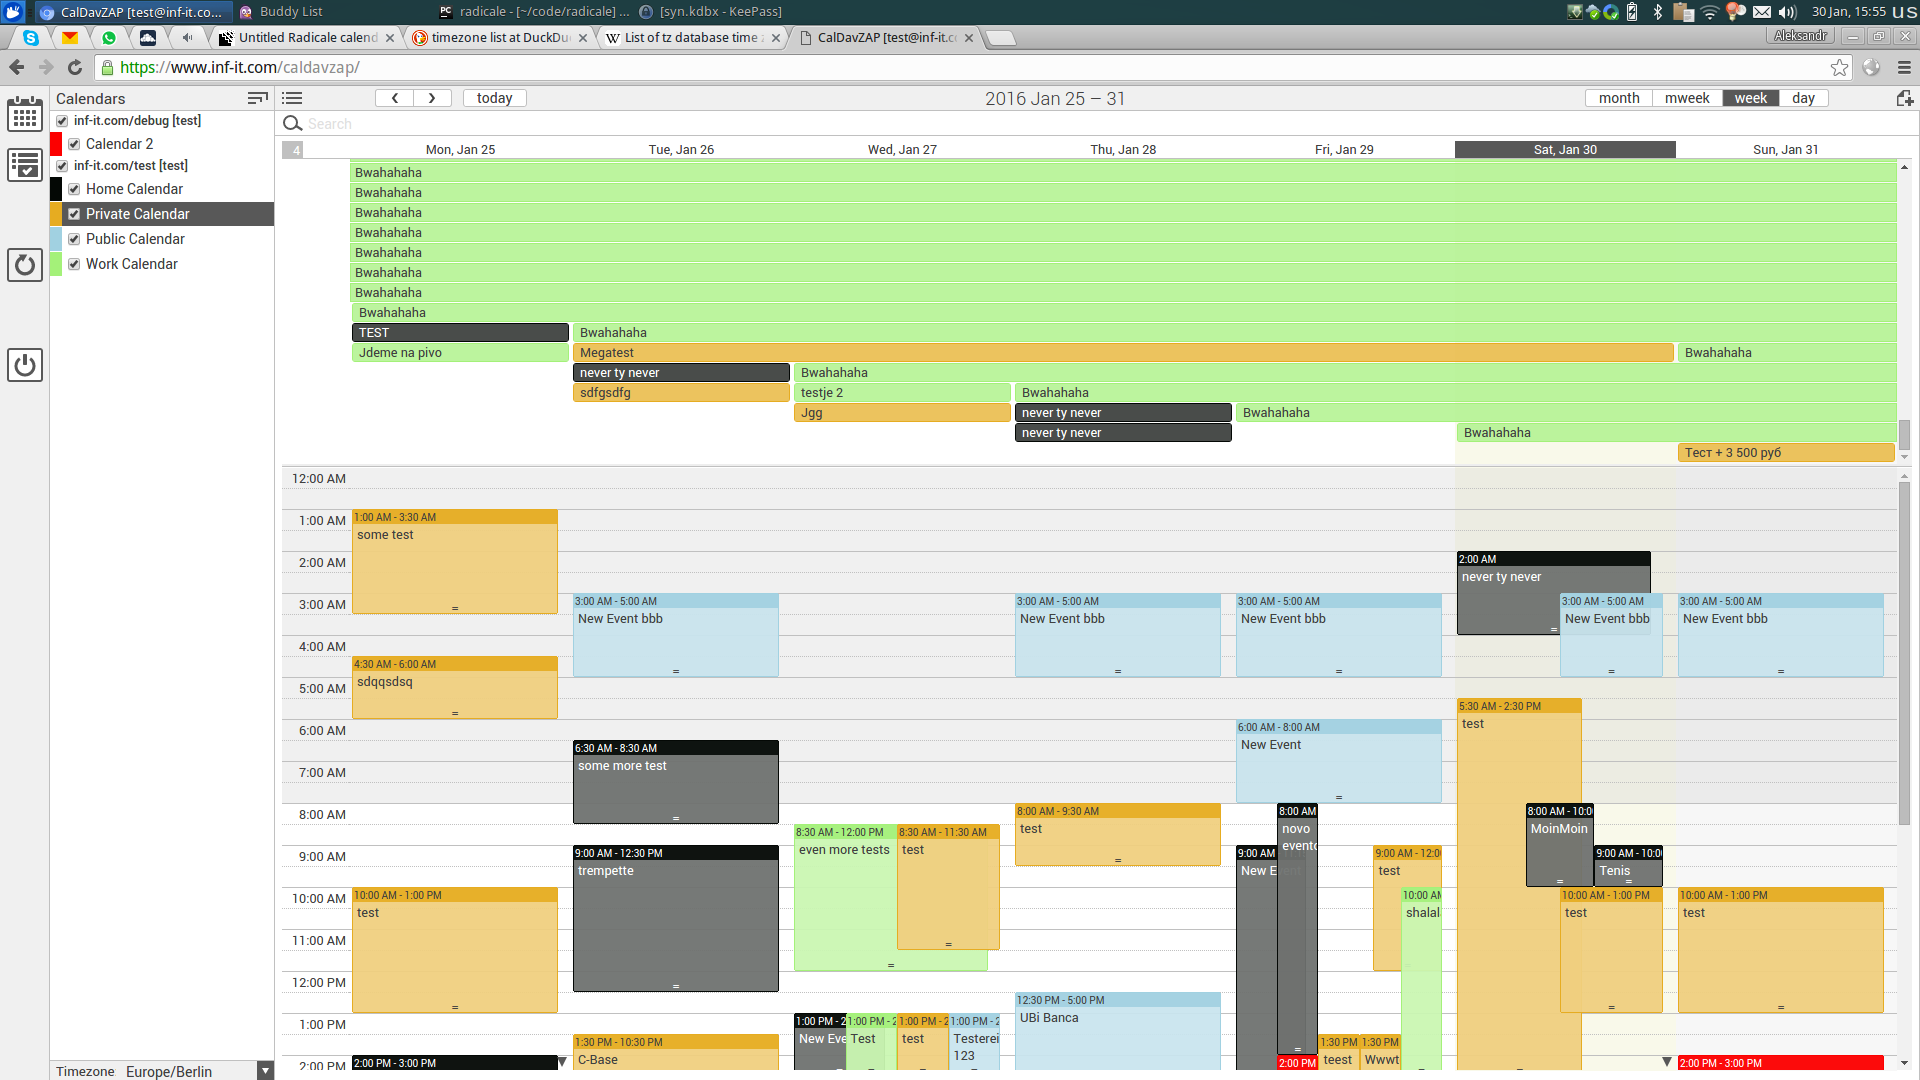 CalDavZAP [test@inf-it.co...
Buddy List
PC radicale - [~/code/radicale] ...
[syn.kdbx - KeePass]
30 Jan, 15:55 US
Untitled Radicale calend
timezone list at DuckDu
W List of tz database time
CalDavZAP [test@inf-it.c
Aleksandr
https://www.inf-it.com/caldavzap/
Calendars
today
2016 Jan 25 – 31
month mweek week day
inf-it.com/debug [test]
Calendar 2
inf-it.com/test [test]
Home Calendar
Private Calendar
Public Calendar
Work Calendar
Search
4 Mon, Jan 25 Tue, Jan 26 Wed, Jan 27 Thu, Jan 28 Fri, Jan 29 Sat, Jan 30 Sun, Jan 31
Bwahahaha
Bwahahaha
Bwahahaha
Bwahahaha
Bwahahaha
Bwahahaha
Bwahahaha
Bwahahaha
TEST Bwahahaha
Jdeme na pivo Megatest Bwahahaha
never ty never Bwahahaha
sdfgsdfg testje 2 Bwahahaha
Jgg never ty never Bwahahaha
never ty never Bwahahaha
Тест + 3 500 руб
12:00 AM
1:00 AM 1:00 AM - 3:30 AM
some test
2:00 AM 2:00 AM
never ty never
3:00 AM 3:00 AM - 5:00 AM 3:00 AM - 5:00 AM 3:00 AM - 5:00 AM 3:00 AM - 5:00 AM 3:00 AM - 5:00 AM
New Event bbb New Event bbb New Event bbb New Event bbb New Event bbb
4:00 AM
4:30 AM - 6:00 AM
sdqqsdsq
5:00 AM
5:30 AM - 2:30 PM
test
6:00 AM 6:00 AM - 8:00 AM
New Event
6:30 AM - 8:30 AM
some more test
7:00 AM
8:00 AM 8:00 AM - 9:30 AM 8:00 AM 8:00 AM - 10:0
test novo MoinMoin
evento
8:30 AM - 12:00 PM 8:30 AM - 11:30 AM
even more tests test
9:00 AM 9:00 AM - 12:30 PM 9:00 AM 9:00 AM - 12:0 9:00 AM - 10:0
trempette New E test Tenis
10:00 AM 10:00 AM - 1:00 PM 10:00 AM 10:00 AM - 1:00 PM 10:00 AM - 1:00 PM
test shalal test test
11:00 AM
12:00 PM
12:30 PM - 5:00 PM
UBi Banca
1:00 PM 1:00 PM - 2 1:00 PM - 2 1:00 PM - 2 1:00 PM - 2
New Eve Test test Testerei
123
1:30 PM - 10:30 PM 1:30 PM 1:30 PM
C-Base teest Wwwt
2:00 PM 2:00 PM - 3:00 PM 2:00 PM 2:00 PM - 3:00 PM
Timezone: Europe/Berlin